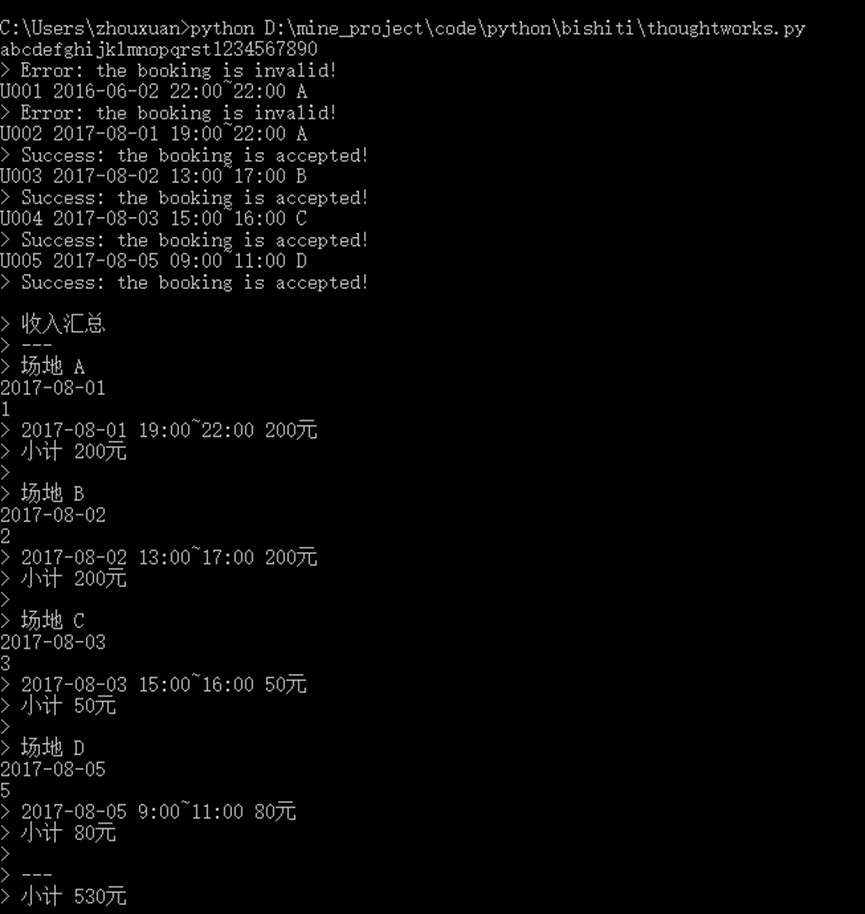 C:\Users\zhouxuan>python D:\mine_project\code\python\bishiti\thoughtworks.py
abcdefghijklmnopqrst1234567890
> Error: the booking is invalid!
U001 2016-06-02 22:00~22:00 A
> Error: the booking is invalid!
U002 2017-08-01 19:00~22:00 A
> Success: the booking is accepted!
U003 2017-08-02 13:00~17:00 B
> Success: the booking is accepted!
U004 2017-08-03 15:00~16:00 C
> Success: the booking is accepted!
U005 2017-08-05 09:00~11:00 D
> Success: the booking is accepted!
> 收入汇总
> ---
> 场地 A
2017-08-01
1
> 2017-08-01 19:00~22:00 200元
> 小计 200元
>
> 场地 B
2017-08-02
2
> 2017-08-02 13:00~17:00 200元
> 小计 200元
>
> 场地 C
2017-08-03
3
> 2017-08-03 15:00~16:00 50元
> 小计 50元
>
> 场地 D
2017-08-05
5
> 2017-08-05 9:00~11:00 80元
> 小计 80元
>
> ---
> 小计 530元